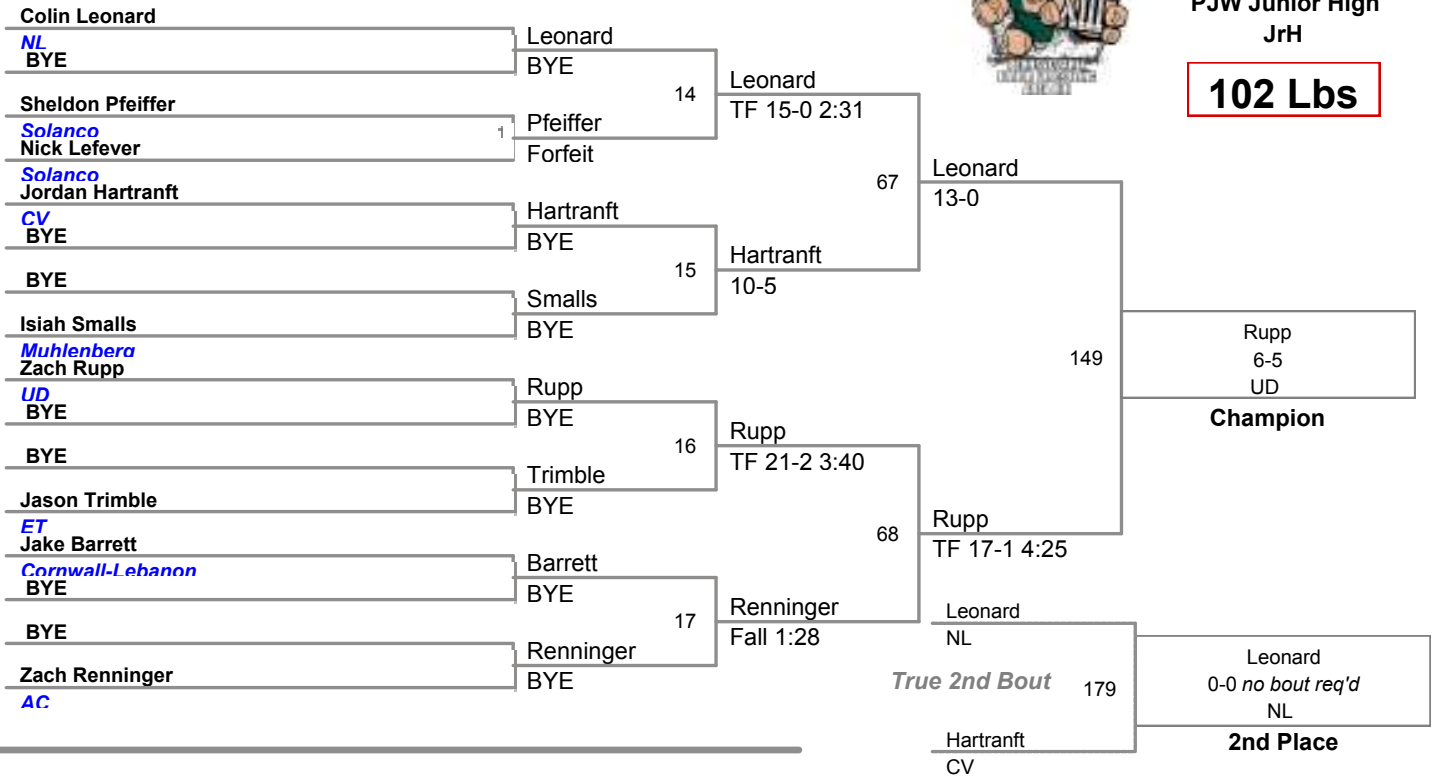 PJW Junior High
JrH
102 Lbs
Colin Leonard
NL
BYE
Sheldon Pfeiffer
Solanco
Nick Lefever
Solanco
Jordan Hartranft
CV
BYE
BYE
Isiah Smalls
Muhlenberg
Zach Rupp
UD
BYE
BYE
Jason Trimble
ET
Jake Barrett
Cornwall-Lebanon
BYE
BYE
Zach Renninger
AC
Leonard
BYE
1
Pfeiffer
Forfeit
Hartranft
BYE
Smalls
BYE
Rupp
BYE
Trimble
BYE
Barrett
BYE
Renninger
BYE
14
Leonard
TF 15-0 2:31
15
Hartranft
10-5
16
Rupp
TF 21-2 3:40
17
Renninger
Fall 1:28
67
Leonard
13-0
68
Rupp
TF 17-1 4:25
149
Rupp
6-5
UD
Champion
Leonard
NL
True 2nd Bout
179
Hartranft
CV
Leonard
0-0 no bout req'd
NL
2nd Place